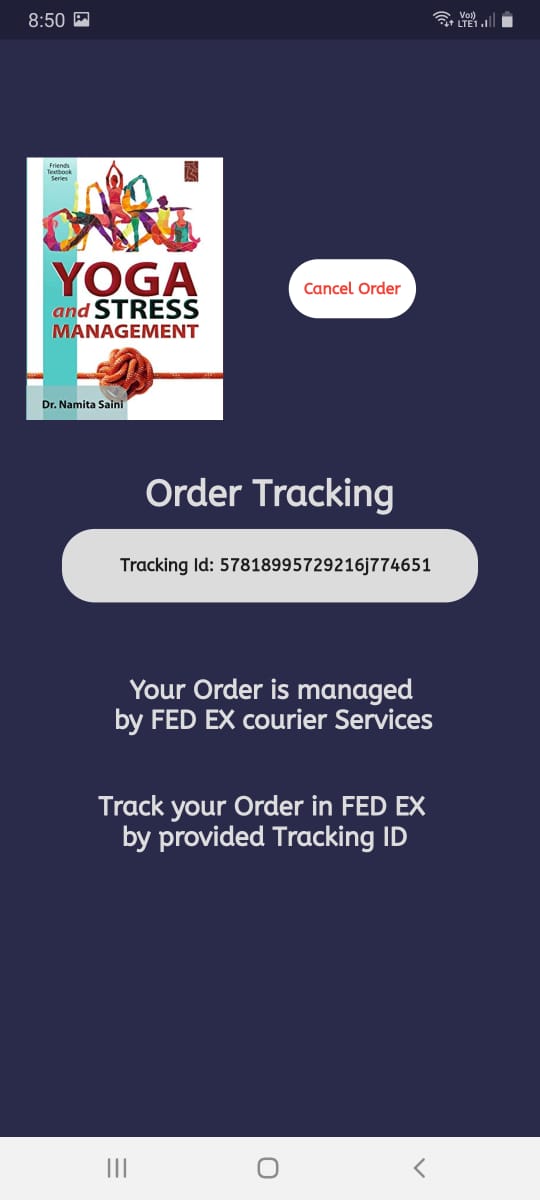 8:50
Vo))
LTE1
Friends
Textbook
Series
YOGA
and STRESS
MANAGEMENT
Dr. Namita Saini
Cancel Order
Order Tracking
Tracking Id: 57818995729216j774651
Your Order is managed
by FED EX courier Services
Track your Order in FED EX
by provided Tracking ID